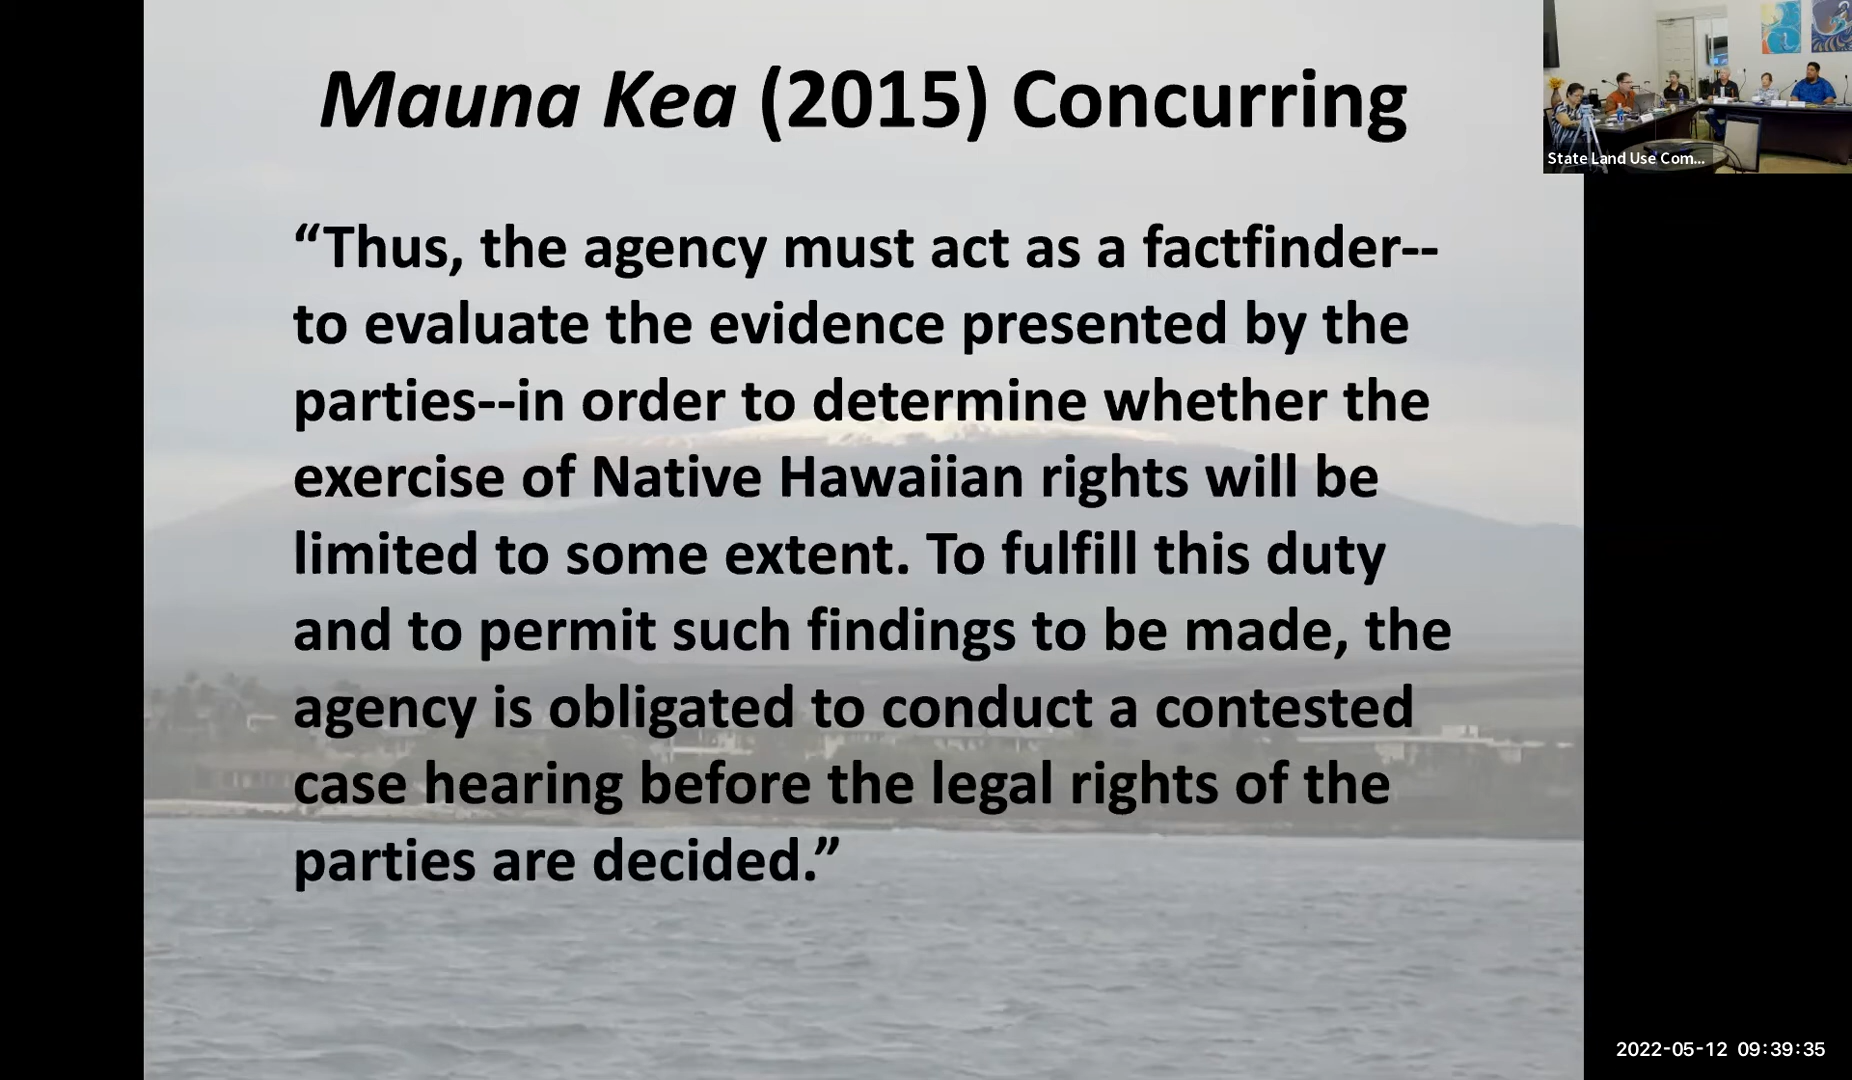 Mauna Kea (2015) Concurring
“Thus, the agency must act as a factfinder--
to evaluate the evidence presented by the
parties--in order to determine whether the
exercise of Native Hawaiian rights will be
limited to some extent. To fulfill this duty
and to permit such findings to be made, the
agency is obligated to conduct a contested
case hearing before the legal rights of the
parties are decided.”
State Land Use Com...
2022-05-12 09:39:35